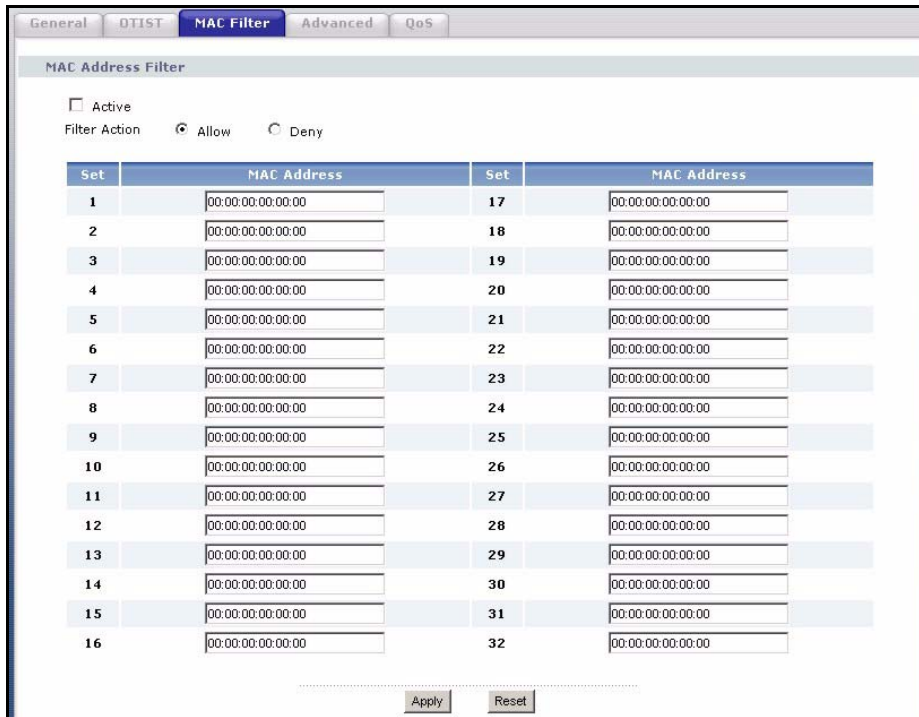 General OTIST MAC Filter Advanced QoS
MAC Address Filter
Active
Filter Action Allow Deny
Set MAC Address Set MAC Address
1 00:00:00:00:00:00 17 00:00:00:00:00:00
2 00:00:00:00:00:00 18 00:00:00:00:00:00
3 00:00:00:00:00:00 19 00:00:00:00:00:00
4 00:00:00:00:00:00 20 00:00:00:00:00:00
5 00:00:00:00:00:00 21 00:00:00:00:00:00
6 00:00:00:00:00:00 22 00:00:00:00:00:00
7 00:00:00:00:00:00 23 00:00:00:00:00:00
8 00:00:00:00:00:00 24 00:00:00:00:00:00
9 00:00:00:00:00:00 25 00:00:00:00:00:00
10 00:00:00:00:00:00 26 00:00:00:00:00:00
11 00:00:00:00:00:00 27 00:00:00:00:00:00
12 00:00:00:00:00:00 28 00:00:00:00:00:00
13 00:00:00:00:00:00 29 00:00:00:00:00:00
14 00:00:00:00:00:00 30 00:00:00:00:00:00
15 00:00:00:00:00:00 31 00:00:00:00:00:00
16 00:00:00:00:00:00 32 00:00:00:00:00:00
Apply Reset